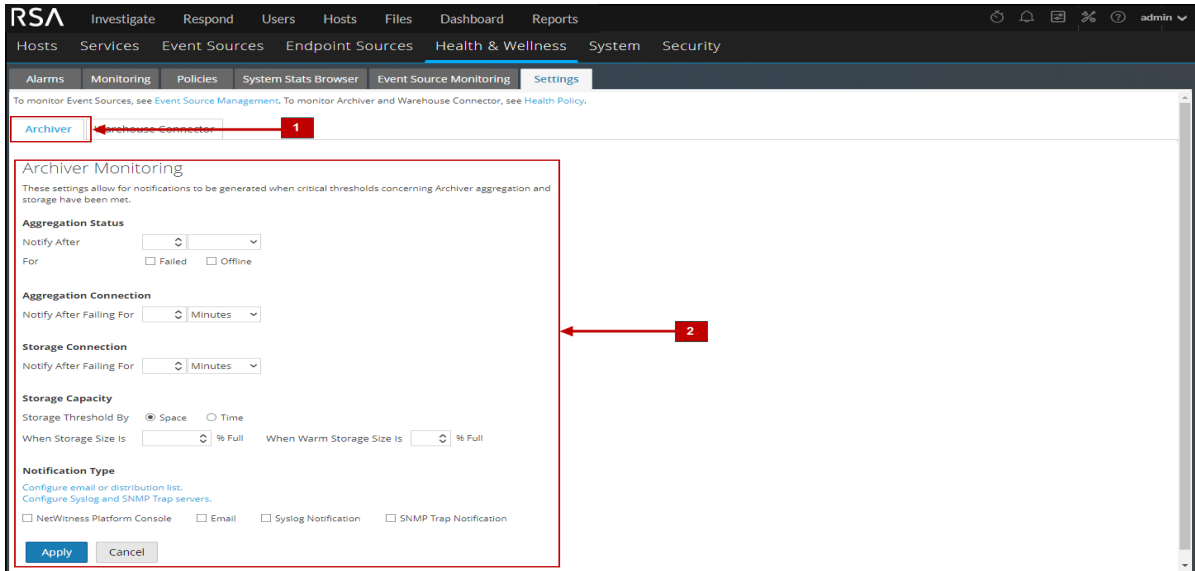 RSA Investigate Respond Users Hosts Files Dashboard Reports admin
Hosts Services Event Sources Endpoint Sources Health & Wellness System Security
Alarms Monitoring Policies System Stats Browser Event Source Monitoring Settings
To monitor Event Sources, see Event Source Management. To monitor Archiver and Warehouse Connector, see Health Policy.
Archiver Warehouse Connector 1
Archiver Monitoring
These settings allow for notifications to be generated when critical thresholds concerning Archiver aggregation and
storage have been met.
Aggregation Status
Notify After
For Failed Offline
Aggregation Connection
Notify After Failing For Minutes
2
Storage Connection
Notify After Failing For Minutes
Storage Capacity
Storage Threshold By Space Time
When Storage Size Is % Full When Warm Storage Size Is % Full
Notification Type
Configure email or distribution list.
Configure Syslog and SNMP Trap servers.
NetWitness Platform Console Email Syslog Notification SNMP Trap Notification
Apply Cancel